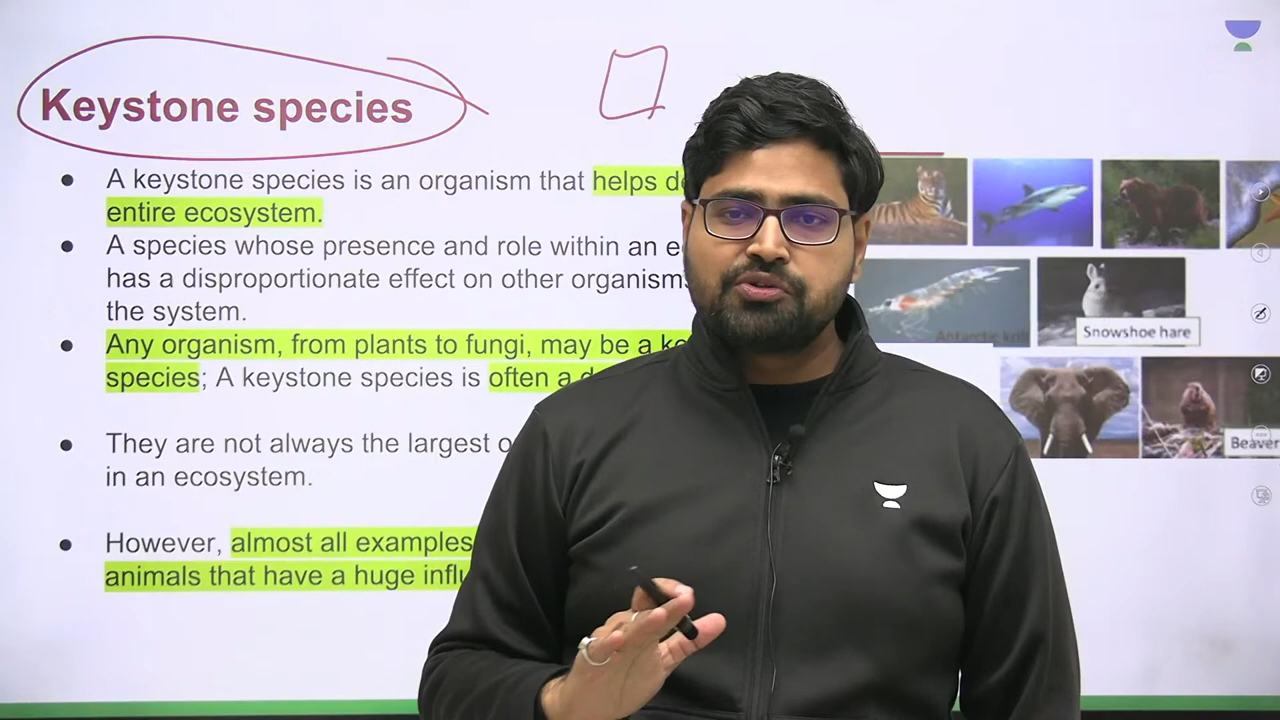 Keystone species
A keystone species is an organism that helps
entire ecosystem.
A species whose presence and role within an
has a disproportionate effect on other organisms
the system.
Any organism, from plants to fungi, may be a
species; A keystone species is often a
They are not always the largest
in an ecosystem.
However, almost all examples
animals that have a huge
Antarctic krill
Snowshoe hare
Beaver